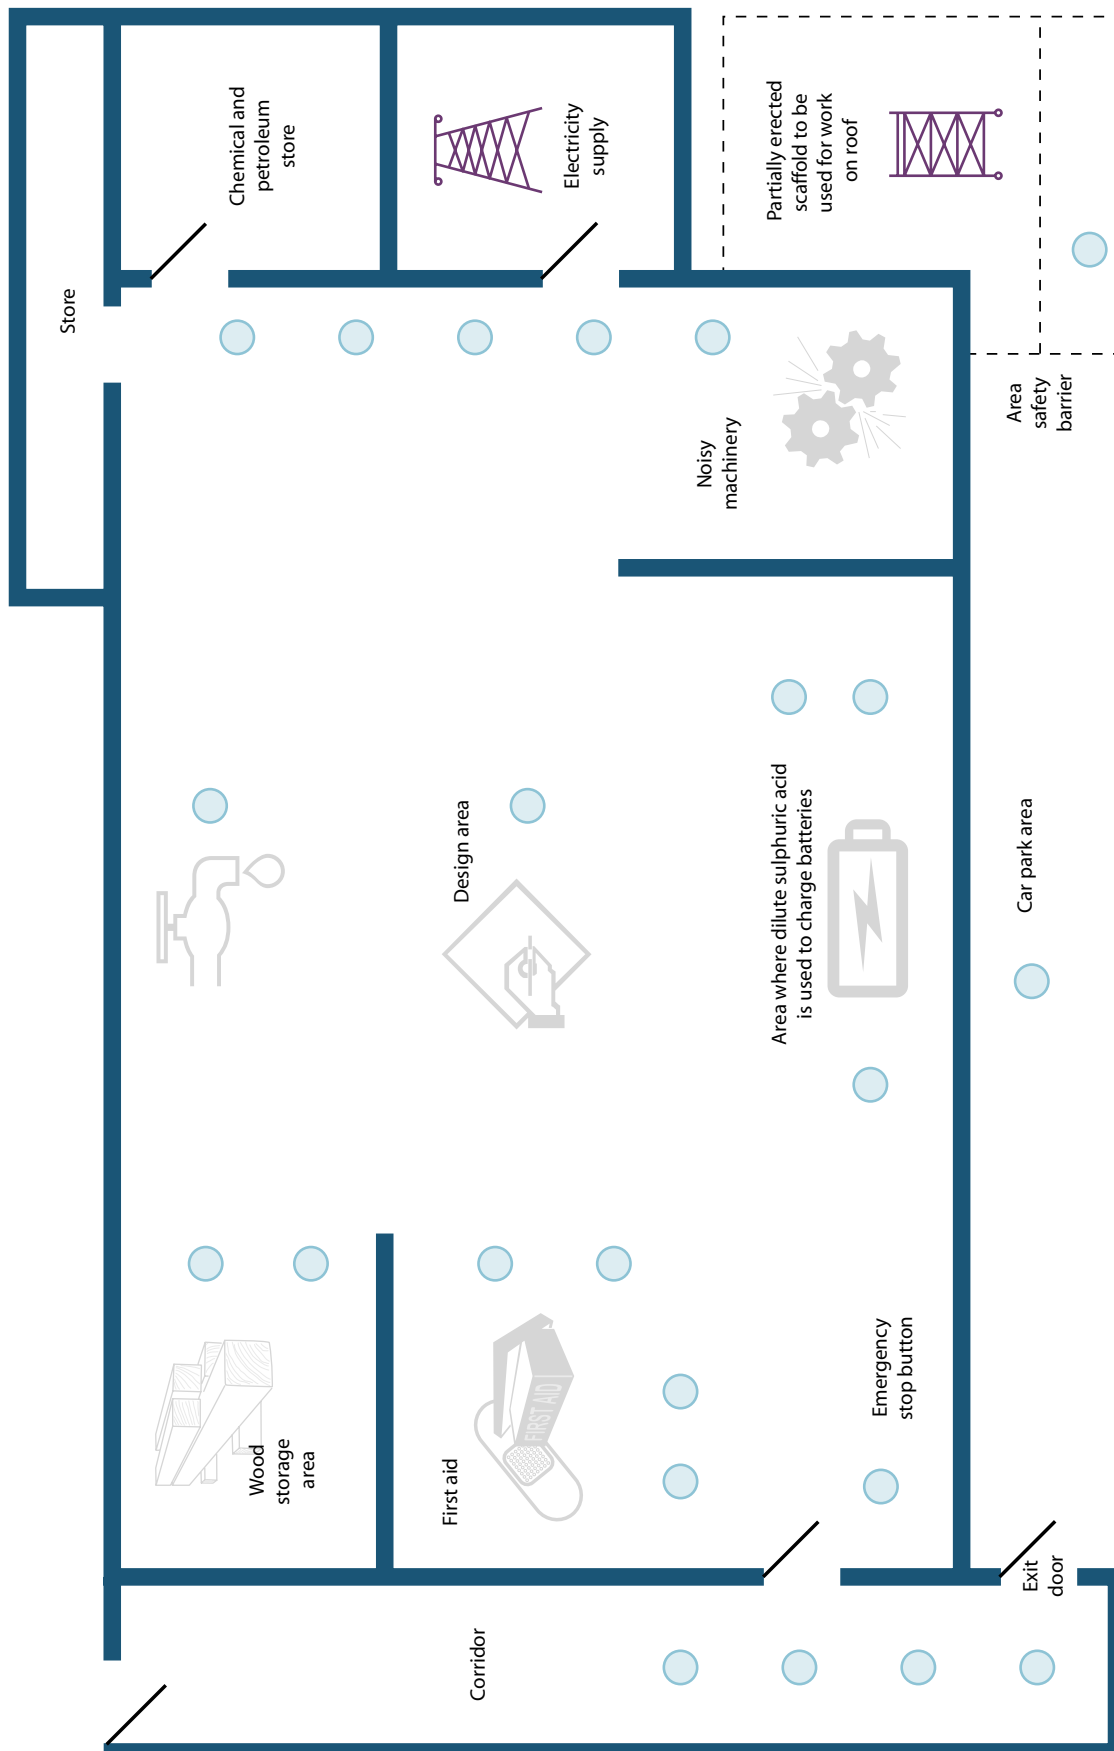 Store
Chemical and
petroleum
store
Electricity
supply
Partially erected
scaffold to be
used for work
on roof
Noisy
machinery
Area
safety
barrier
Design area
Area where dilute sulphuric acid
is used to charge batteries
Car park area
Wood
storage
area
First aid
FIRST AID
Emergency
stop button
Corridor
Exit
door